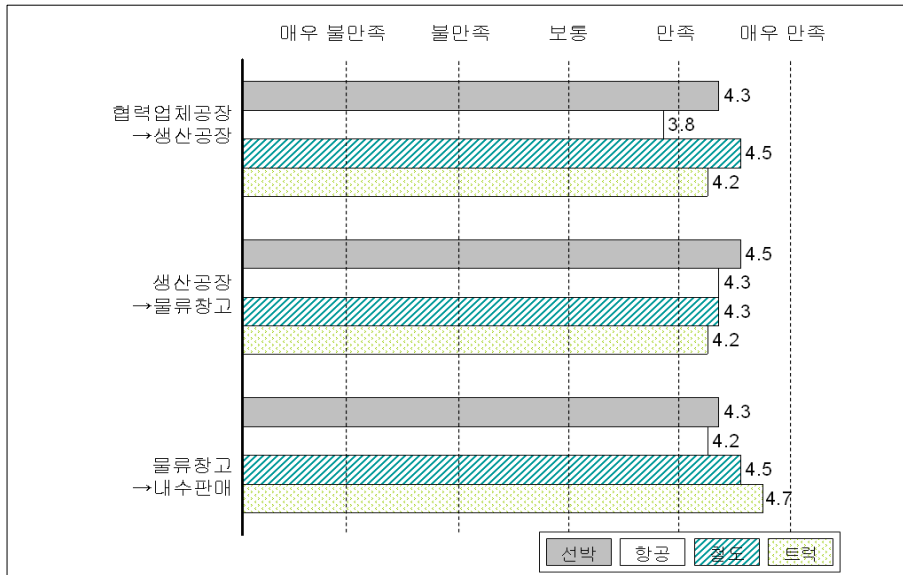 매우 불만족 불만족 보통 만족 매우 만족
협력업체공장
→생산공장
4.3
3.8
4.5
4.2
생산공장
→물류창고
4.5
4.3
4.3
4.2
물류창고
→내수판매
4.3
4.2
4.5
4.7
선박 항공 철도 트럭